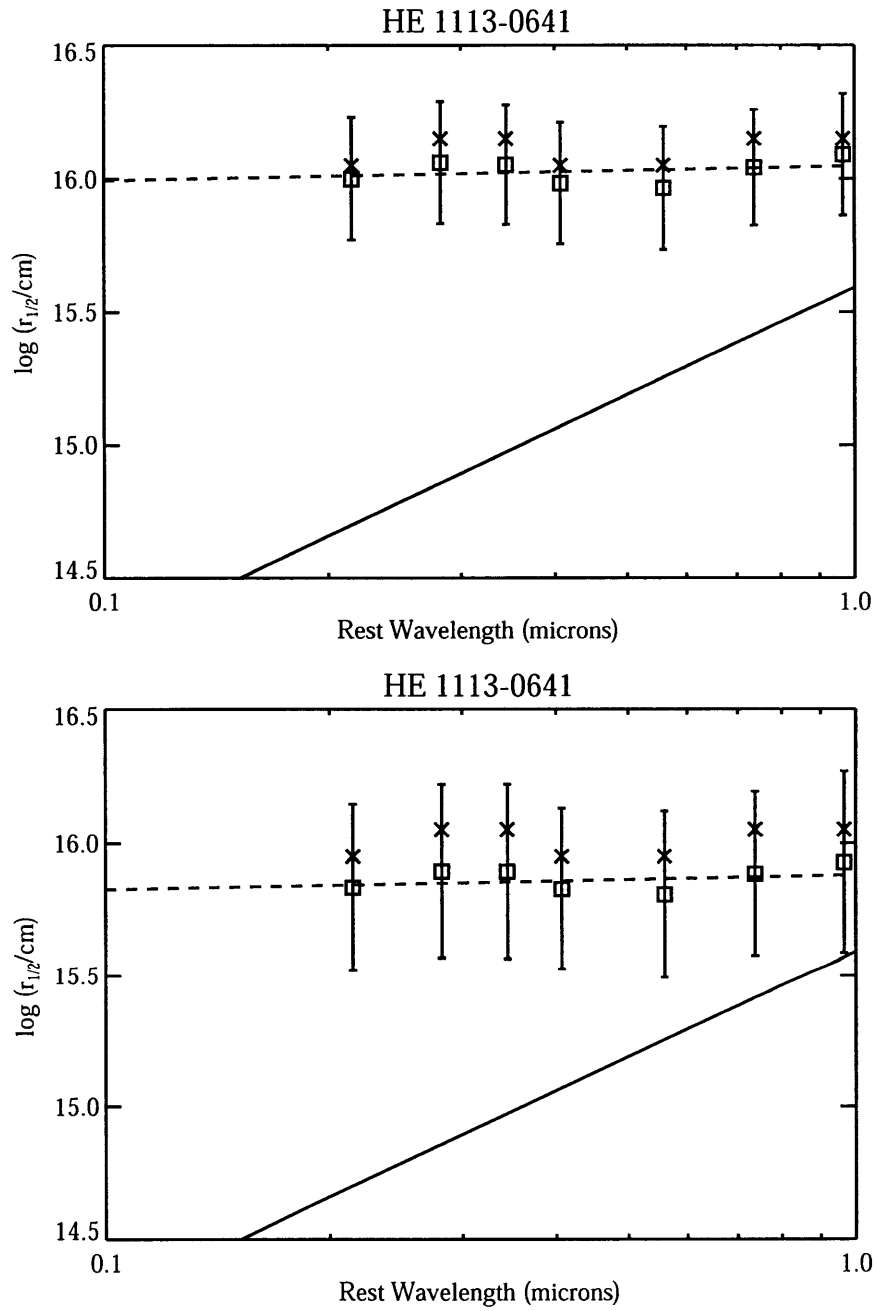 HE 1113-0641
16.5
16.0
15.5
15.0
14.5
log (r1/2/cm)
0.1
1.0
Rest Wavelength (microns)
HE 1113-0641
16.5
16.0
15.5
15.0
14.5
log (r1/2/cm)
0.1
1.0
Rest Wavelength (microns)